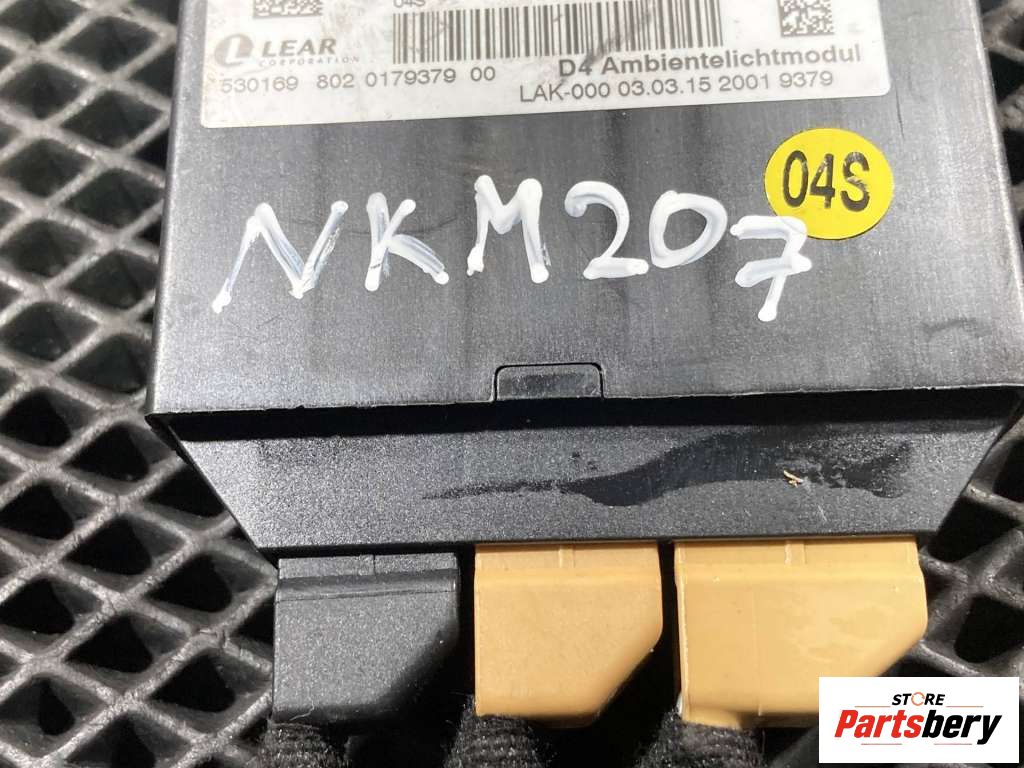 04S
LEAR
CORPORATION
530169 802 0179379 00
D4 Ambientelichtmodul
LAK-000 03.03.15 2001 9379
04S
NKM207
STORE
Partsbery